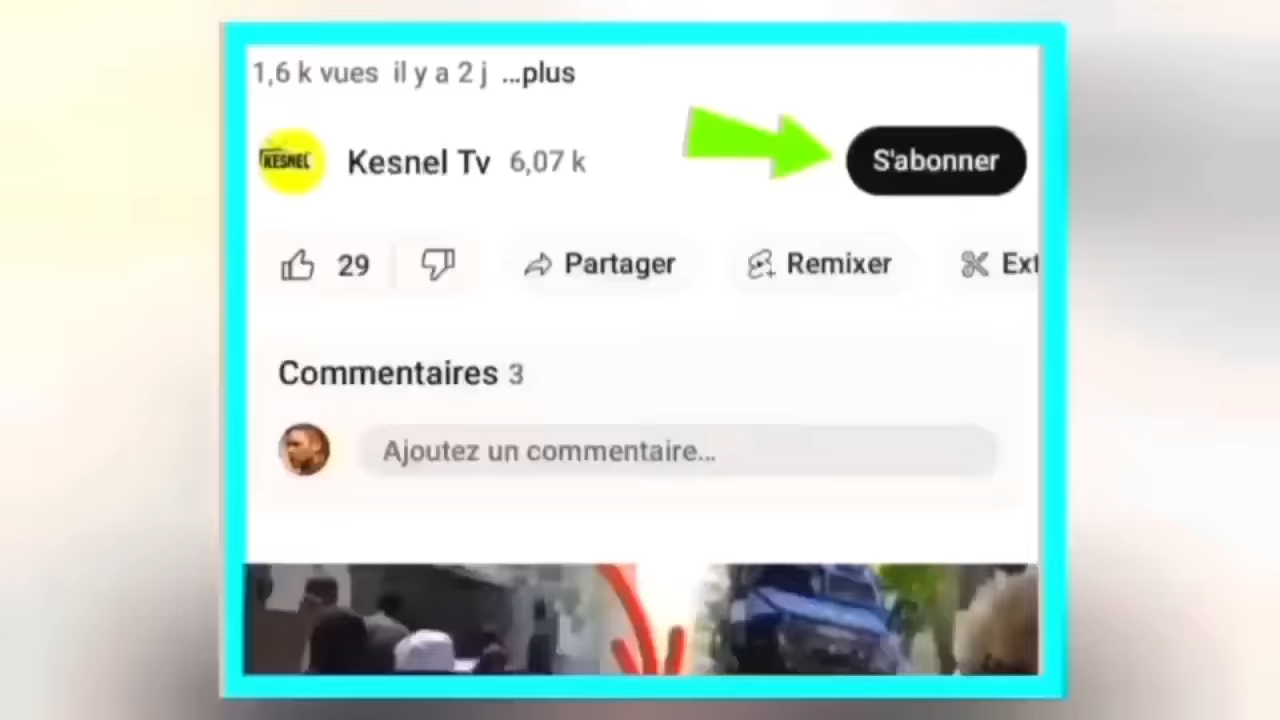 1,6 k vues il y a 2 j ...plus
KESNEL
Kesnel Tv 6,07 k
S'abonner
29
Partager
Remixer
Ext
Commentaires 3
Ajoutez un commentaire...